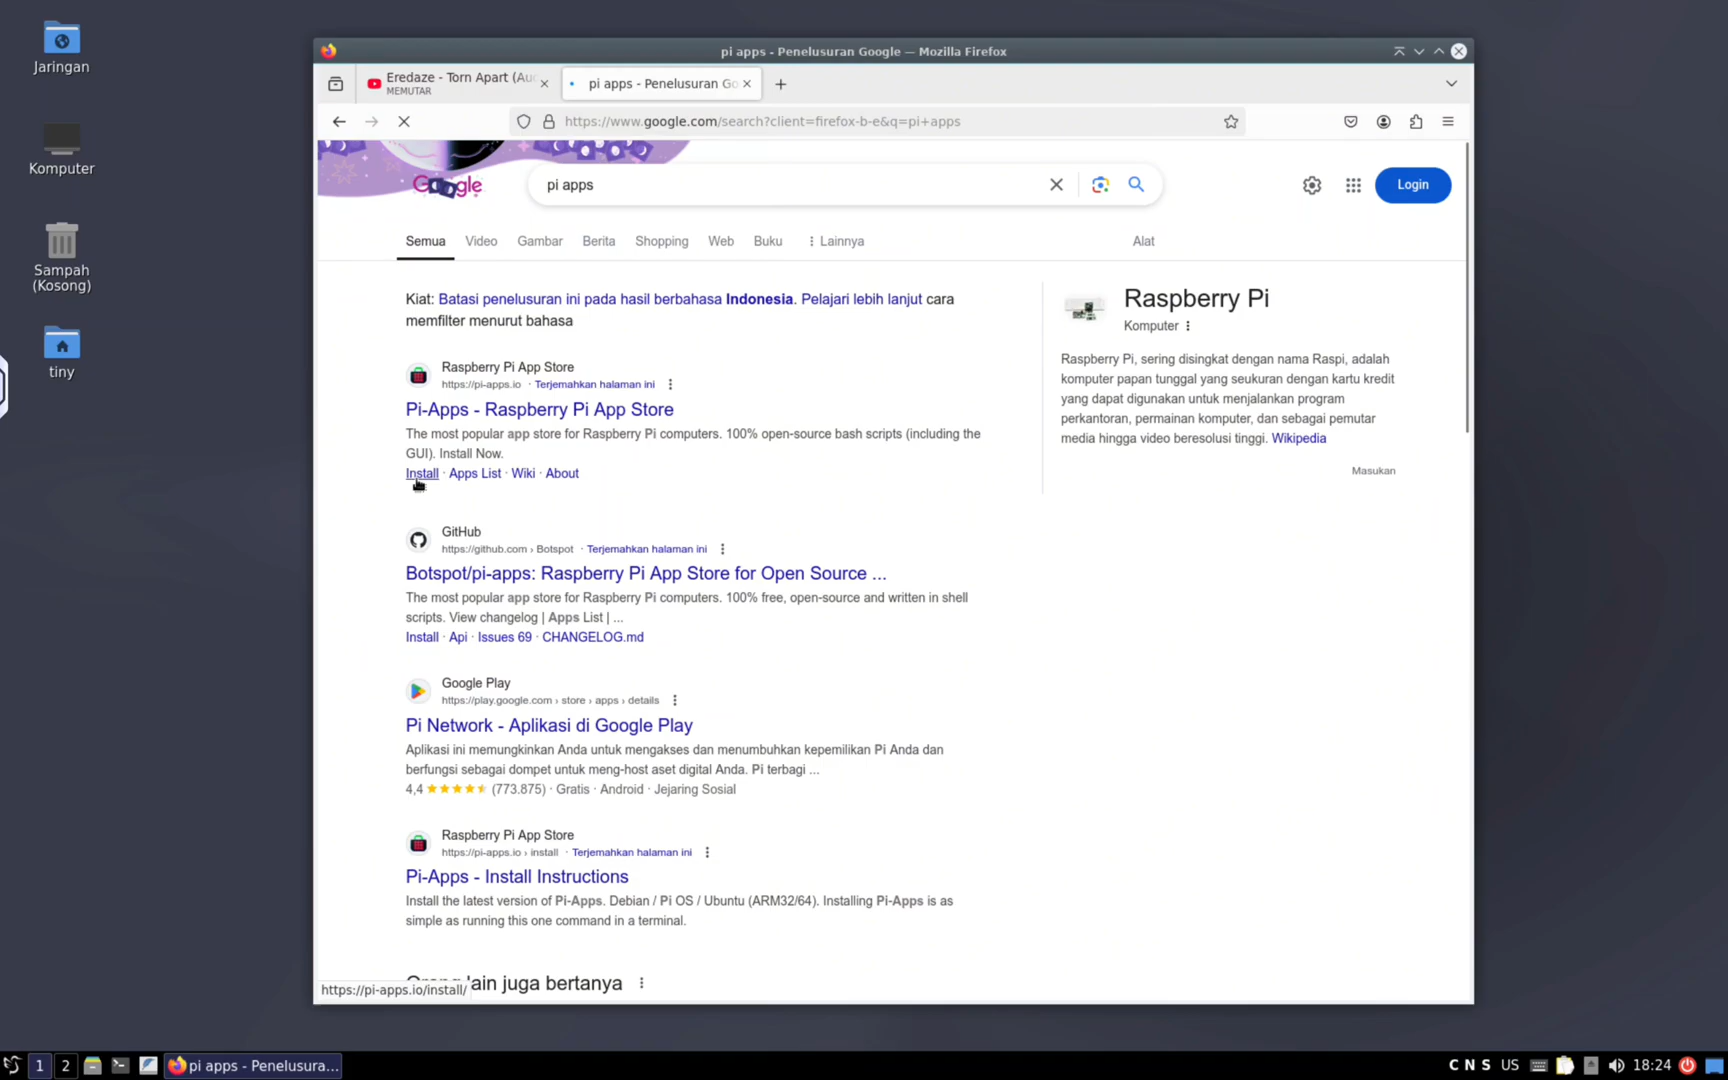 Jaringan
Komputer
Sampah
(Kosong)
tiny
pi apps - Penelusuran Google — Mozilla Firefox
Eredaze - Torn Apart (Au
MEMUTAR
pi apps - Penelusuran Go
https://www.google.com/search?client=firefox-b-e&q=pi+apps
Google
pi apps
Login
Semua
Video
Gambar
Berita
Shopping
Web
Buku
Lainnya
Alat
Kiat: Batasi penelusuran ini pada hasil berbahasa Indonesia. Pelajari lebih lanjut cara
memfilter menurut bahasa
Raspberry Pi App Store
https://pi-apps.io · Terjemahkan halaman ini
Pi-Apps - Raspberry Pi App Store
The most popular app store for Raspberry Pi computers. 100% open-source bash scripts (including the
GUI). Install Now.
Install · Apps List · Wiki · About
GitHub
https://github.com › Botspot · Terjemahkan halaman ini
Botspot/pi-apps: Raspberry Pi App Store for Open Source ...
The most popular app store for Raspberry Pi computers. 100% free, open-source and written in shell
scripts. View changelog | Apps List | ...
Install · Api · Issues 69 · CHANGELOG.md
Google Play
https://play.google.com › store › apps › details
Pi Network - Aplikasi di Google Play
Aplikasi ini memungkinkan Anda untuk mengakses dan menumbuhkan kepemilikan Pi Anda dan
berfungsi sebagai dompet untuk meng-host aset digital Anda. Pi terbagi ...
4,4 ★★★★★ (773.875) · Gratis · Android · Jejaring Sosial
Raspberry Pi App Store
https://pi-apps.io › install · Terjemahkan halaman ini
Pi-Apps - Install Instructions
Install the latest version of Pi-Apps. Debian / Pi OS / Ubuntu (ARM32/64). Installing Pi-Apps is as
simple as running this one command in a terminal.
Orang lain juga bertanya
https://pi-apps.io/install/
Raspberry Pi
Komputer
Raspberry Pi, sering disingkat dengan nama Raspi, adalah
komputer papan tunggal yang seukuran dengan kartu kredit
yang dapat digunakan untuk menjalankan program
perkantoran, permainan komputer, dan sebagai pemutar
media hingga video beresolusi tinggi. Wikipedia
Masukan
1
2
pi apps - Penelusura...
C N S
US
18:24